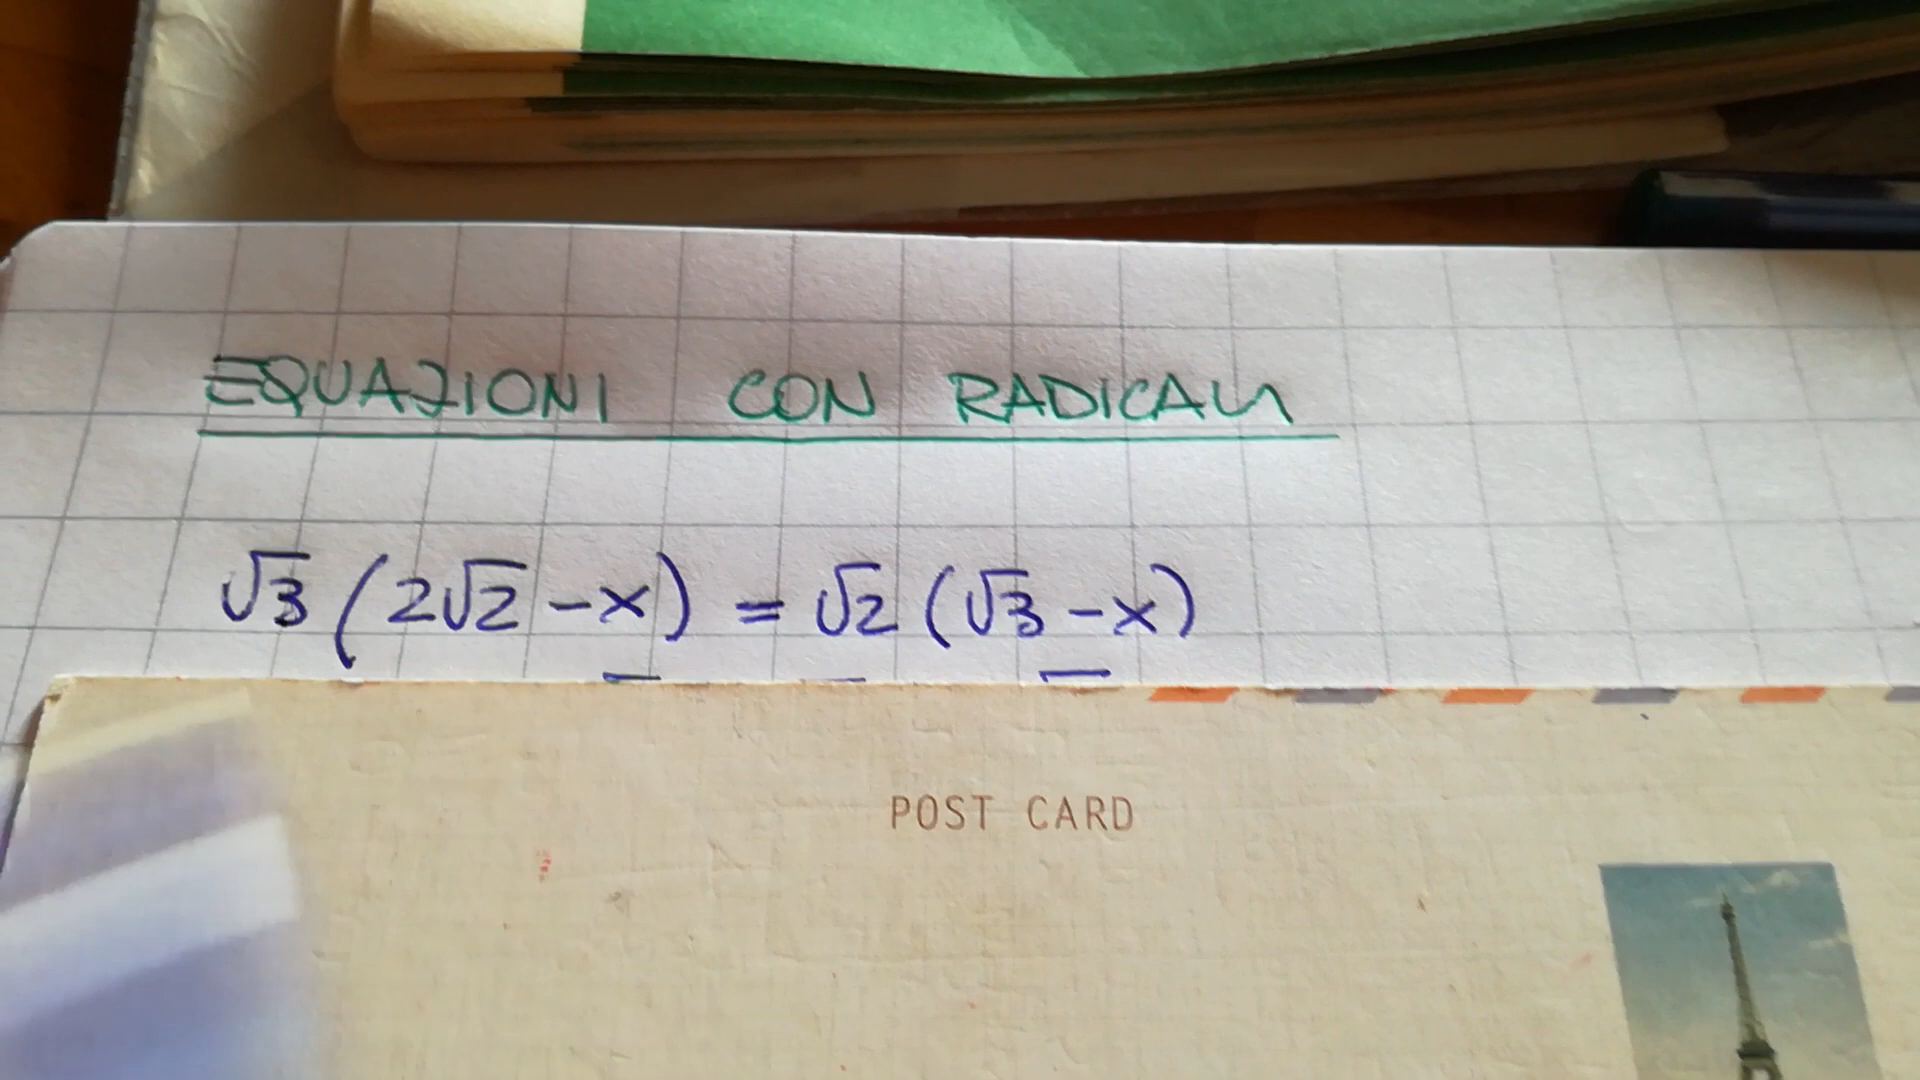 EQUAZIONI CON RADICALI
√3 (2√2 - x) = √2 (√3 - x)
POST CARD